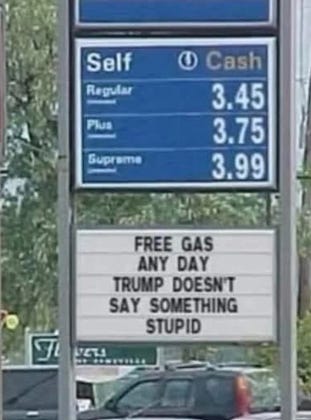 Self Cash
Regular 3.45
Plus 3.75
Supreme 3.99
FREE GAS
ANY DAY
TRUMP DOESN'T
SAY SOMETHING
STUPID